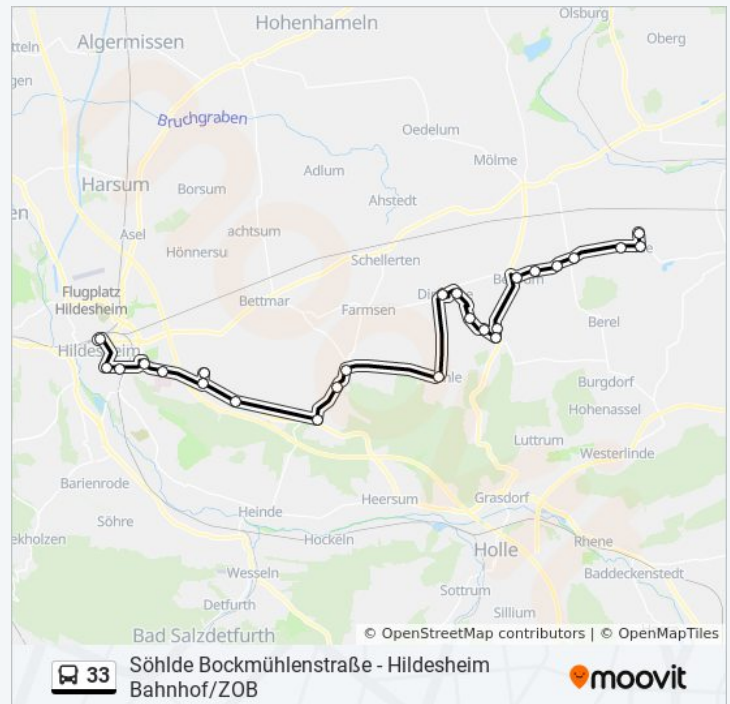 Olsburg
Hohenhameln
Oberg
Algermissen
Bruchgraben
Oedelum
Mölme
Adlum
Harsum
Borsum
Ahstedt
en
Asel
achtsum
Hönnersu
Schellerten
Flugplatz
Hildesheim
Bettmar
Farmsen
Berel
Hildesheim
Burgdorf
Hohenassel
Luttrum
Westerlinde
Barienrode
Heersum
Grasdorf
Heinde
Söhre
ekholzen
Hockeln
Holle
Rhene
Wesseln
Baddeckenstedt
Sottrum
Detfurth
Sillium
Bad Salzdetfurth
© OpenStreetMap contributors | © OpenMapTiles
33
Söhlde Bockmühlenstraße - Hildesheim
Bahnhof/ZOB
moovit